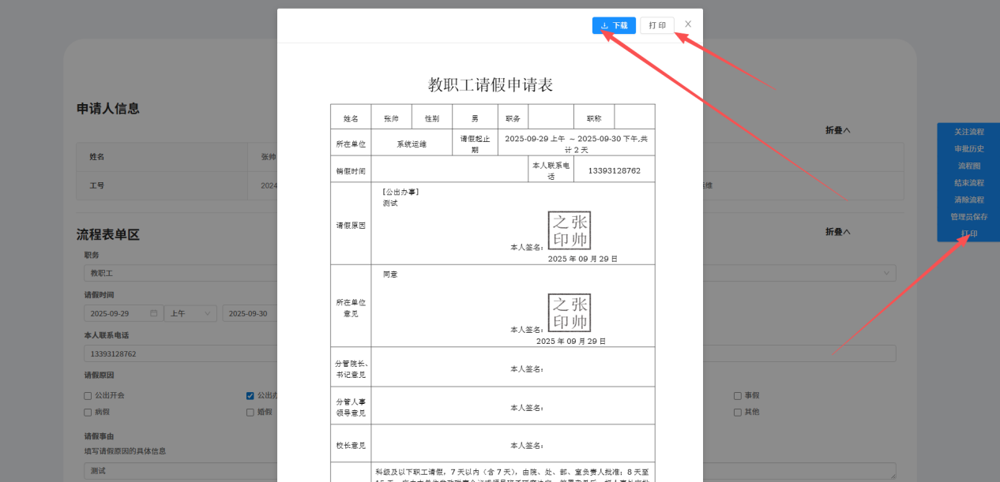 下载
打 印
教职工请假申请表
姓名 张帅 性别 男 职务 职称
所在单位 系统运维 请假起止期 2025-09-29 上午 ~ 2025-09-30 下午,共计 2 天
销假时间 本人联系电话 13393128762
请假原因
[公出办事]
测试
之张
印帅
本人签名:
2025 年 09 月 29 日
所在单位意见
同意
之张
印帅
本人签名:
2025 年 09 月 29 日
分管院长、书记意见 本人签名:
分管人事领导意见 本人签名:
校长意见 本人签名:
科级及以下职工请假，7 天以内（含 7 天），由院、处、部、室负责人批准；8 天至
申请人信息
折叠
姓名 张帅
工号 2024
流程表单区
折叠
职务
教职工
请假时间
2025-09-29 上午 2025-09-30
本人联系电话
13393128762
请假原因
公出开会 公出办 事假
病假 婚假 其他
请假事由
填写请假原因的具体信息
测试
关注流程
审批历史
流程图
结束流程
清除流程
管理员保存
打印